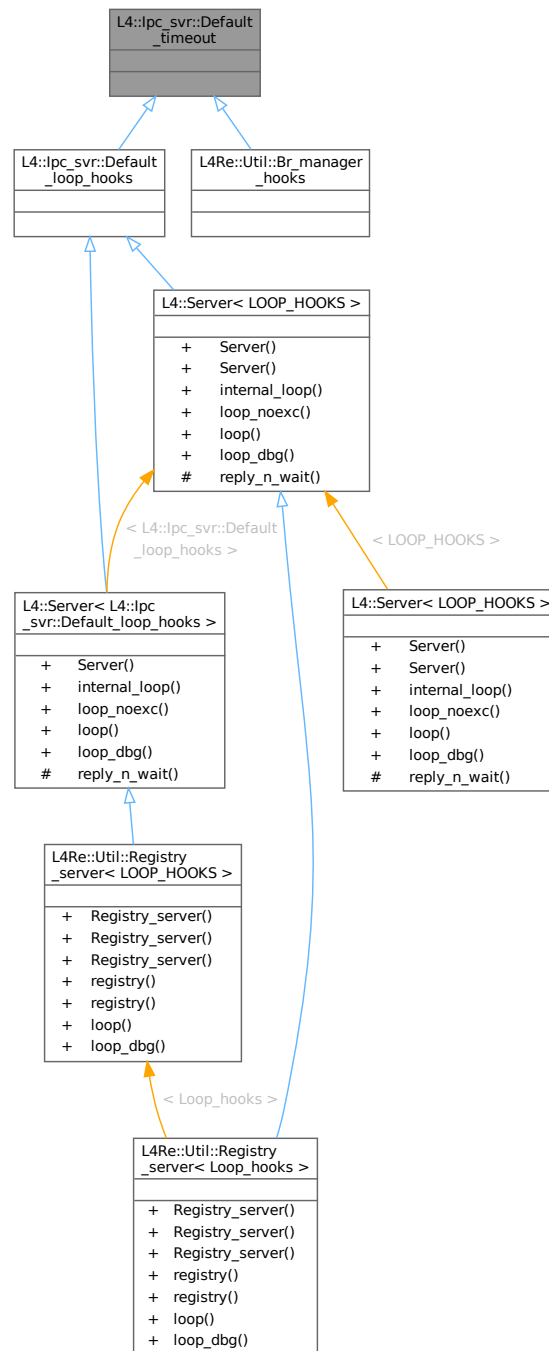 L4::Ipc_svr::Default
_timeout
L4::Ipc_svr::Default
_loop_hooks
L4Re::Util::Br_manager
_hooks
L4::Server< LOOP_HOOKS >
+ Server()
+ Server()
+ internal_loop()
+ loop_noexc()
+ loop()
+ loop_dbg()
# reply_n_wait()
< L4::Ipc_svr::Default
_loop_hooks >
< LOOP_HOOKS >
L4::Server< L4::Ipc
_svr::Default_loop_hooks >
+ Server()
+ internal_loop()
+ loop_noexc()
+ loop()
+ loop_dbg()
# reply_n_wait()
L4::Server< LOOP_HOOKS >
+ Server()
+ Server()
+ internal_loop()
+ loop_noexc()
+ loop()
+ loop_dbg()
# reply_n_wait()
L4Re::Util::Registry
_server< LOOP_HOOKS >
+ Registry_server()
+ Registry_server()
+ Registry_server()
+ registry()
+ registry()
+ loop()
+ loop_dbg()
< Loop_hooks >
L4Re::Util::Registry
_server< Loop_hooks >
+ Registry_server()
+ Registry_server()
+ Registry_server()
+ registry()
+ registry()
+ loop()
+ loop_dbg()